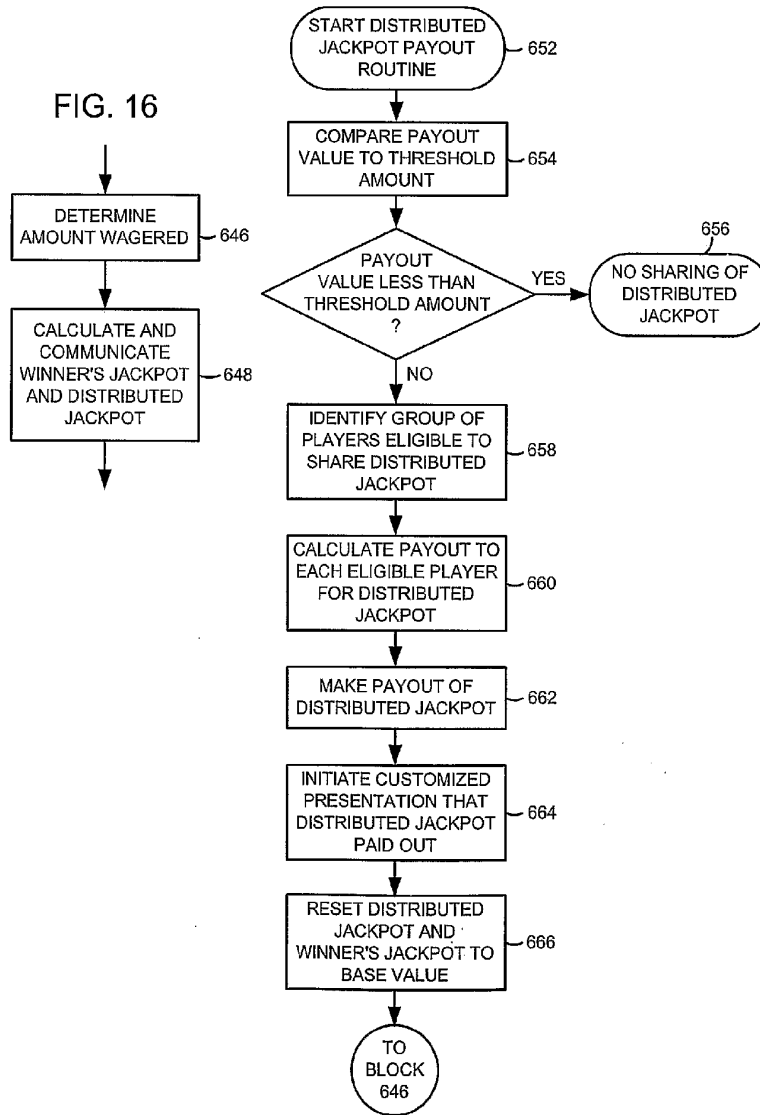 FIG. 16
DETERMINE
AMOUNT WAGERED
646
CALCULATE AND
COMMUNICATE
WINNER'S JACKPOT
AND DISTRIBUTED
JACKPOT
648
START DISTRIBUTED
JACKPOT PAYOUT
ROUTINE
652
COMPARE PAYOUT
VALUE TO THRESHOLD
AMOUNT
654
PAYOUT
VALUE LESS THAN
THRESHOLD AMOUNT
?
YES
656
NO SHARING OF
DISTRIBUTED
JACKPOT
NO
IDENTIFY GROUP OF
PLAYERS ELIGIBLE TO
SHARE DISTRIBUTED
JACKPOT
658
CALCULATE PAYOUT TO
EACH ELIGIBLE PLAYER
FOR DISTRIBUTED
JACKPOT
660
MAKE PAYOUT OF
DISTRIBUTED JACKPOT
662
INITIATE CUSTOMIZED
PRESENTATION THAT
DISTRIBUTED JACKPOT
PAID OUT
664
RESET DISTRIBUTED
JACKPOT AND
WINNER'S JACKPOT TO
BASE VALUE
666
TO
BLOCK
646